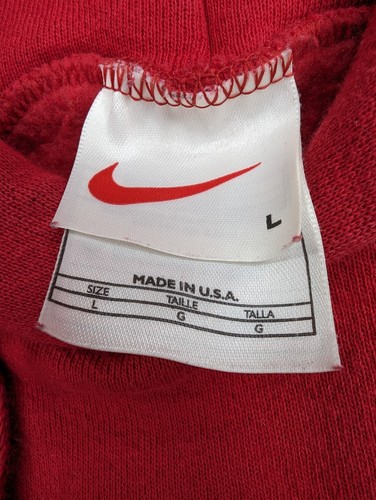 L
MADE IN U.S.A.
SIZE TAILLE TALLA
L G G